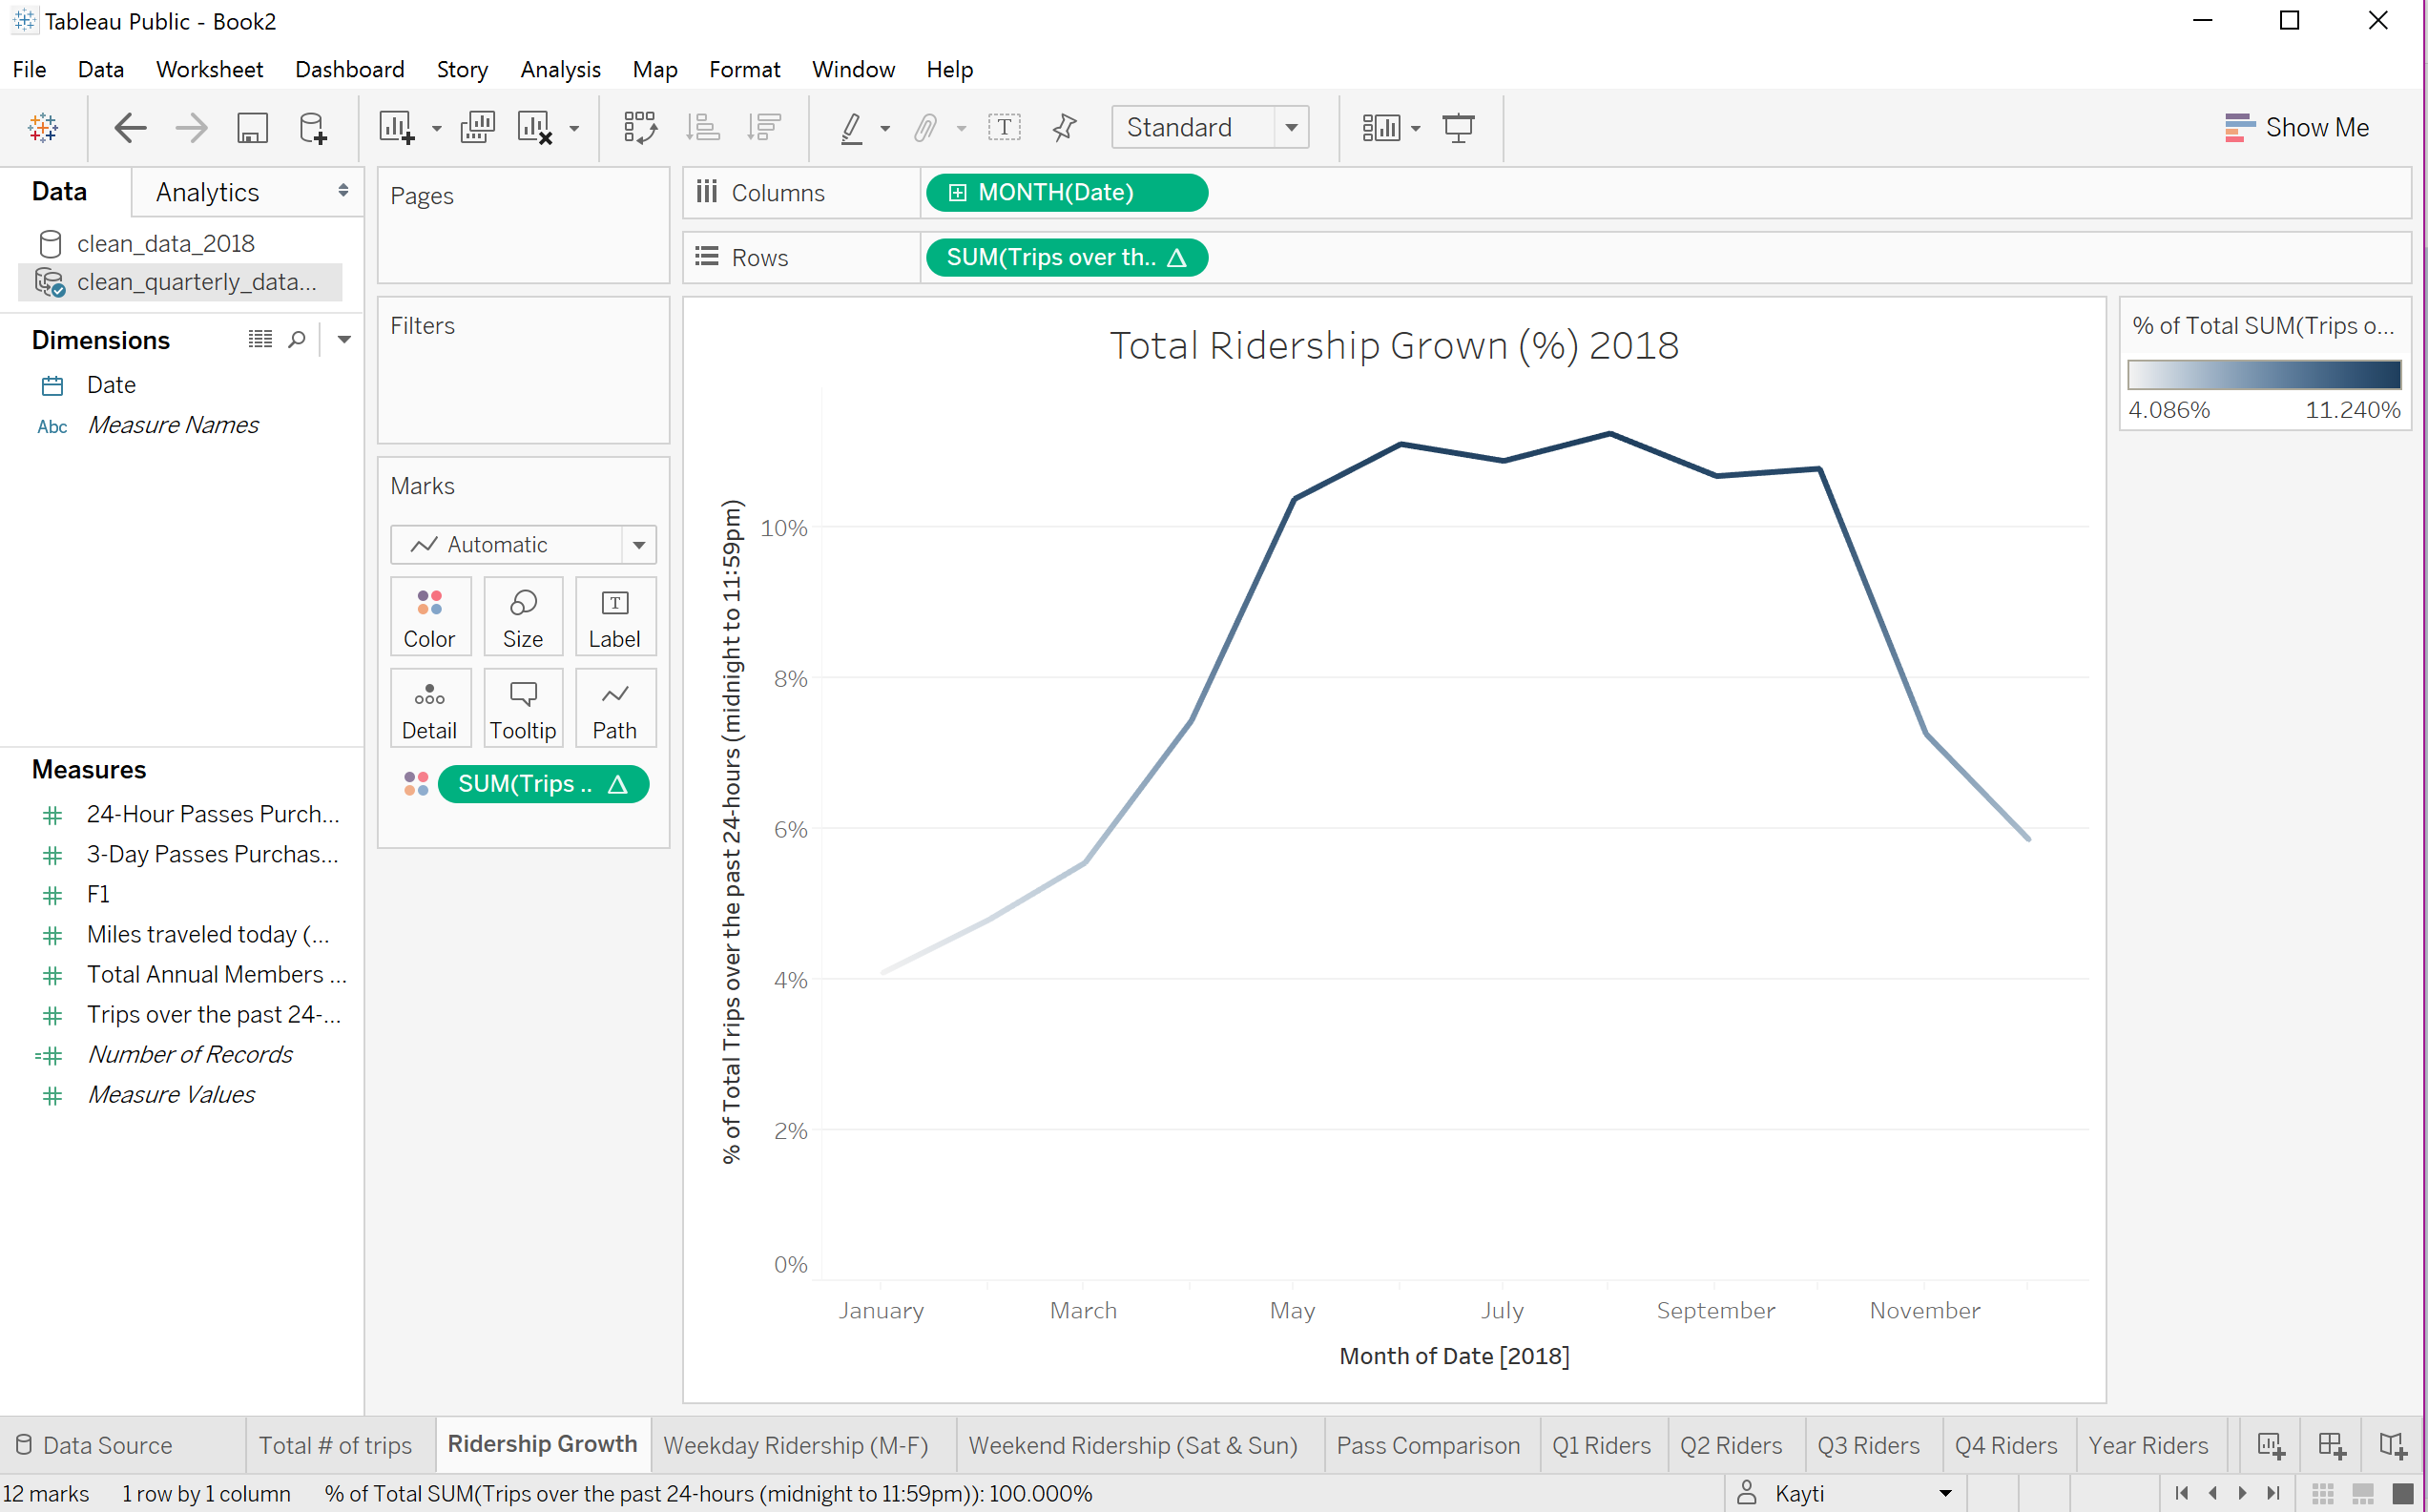 Tableau Public - Book2
File Data Worksheet Dashboard Story Analysis Map Format Window Help
Standard
Show Me
Data Analytics
clean_data_2018
clean_quarterly_data...
Dimensions
Date
Abc Measure Names
Measures
24-Hour Passes Purch...
3-Day Passes Purchas...
F1
Miles traveled today (...
Total Annual Members ...
Trips over the past 24-...
Number of Records
Measure Values
Pages
Filters
Marks
Automatic
Color Size Label
Detail Tooltip Path
SUM(Trips ..
Columns MONTH(Date)
Rows SUM(Trips over th..
Total Ridership Grown (%) 2018
% of Total Trips over the past 24-hours (midnight to 11:59pm)
10%
8%
6%
4%
2%
0%
January March May July September November
Month of Date [2018]
% of Total SUM(Trips o...
4.086% 11.240%
Data Source Total # of trips Ridership Growth Weekday Ridership (M-F) Weekend Ridership (Sat & Sun) Pass Comparison Q1 Riders Q2 Riders Q3 Riders Q4 Riders Year Riders
12 marks 1 row by 1 column % of Total SUM(Trips over the past 24-hours (midnight to 11:59pm)): 100.000% Kayti